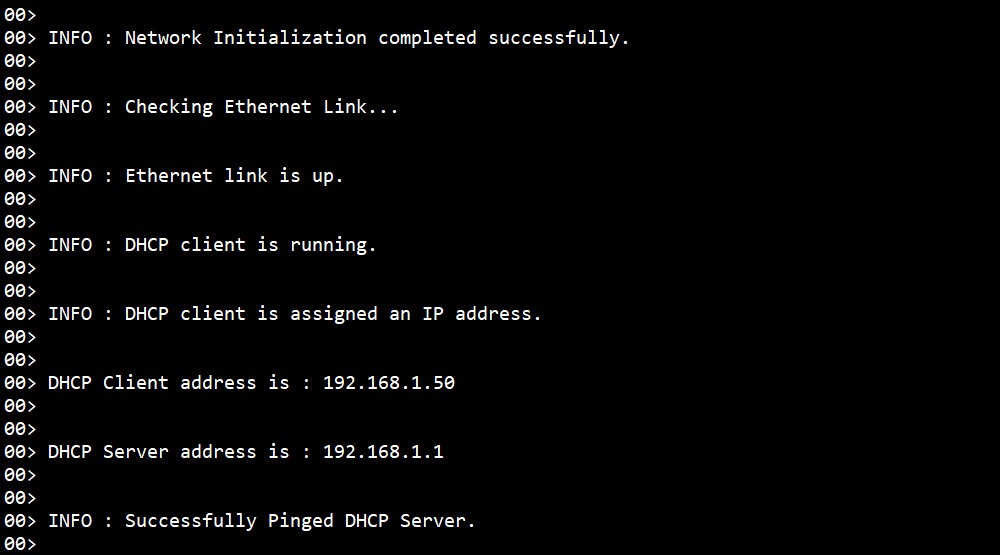 00>
00> INFO : Network Initialization completed successfully.
00>
00>
00> INFO : Checking Ethernet Link...
00>
00>
00> INFO : Ethernet link is up.
00>
00>
00> INFO : DHCP client is running.
00>
00>
00> INFO : DHCP client is assigned an IP address.
00>
00>
00> DHCP Client address is : 192.168.1.50
00>
00>
00> DHCP Server address is : 192.168.1.1
00>
00>
00> INFO : Successfully Pinged DHCP Server.
00>